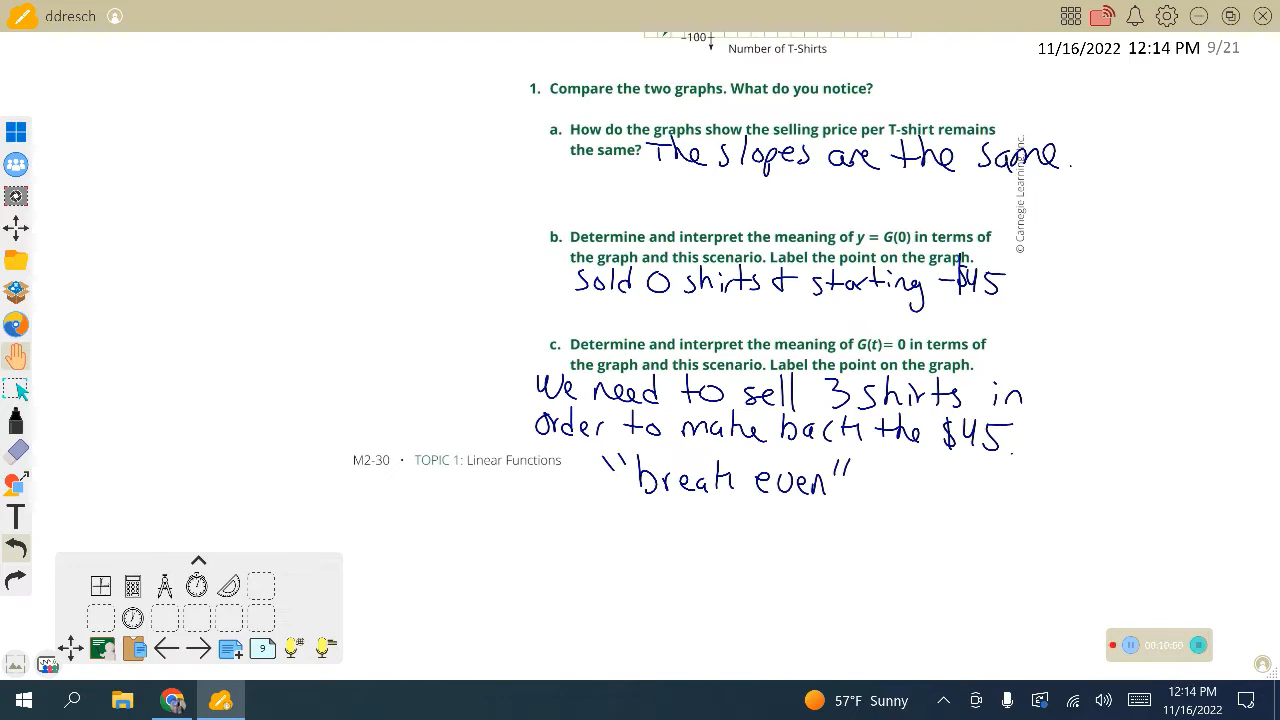 ddresch
-100
Number of T-Shirts
11/16/2022 12:14 PM 9/21
1. Compare the two graphs. What do you notice?
a. How do the graphs show the selling price per T-shirt remains
the same? The slopes are the same.
© Carnegie Learning, Inc.
b. Determine and interpret the meaning of y = G(0) in terms of
the graph and this scenario. Label the point on the graph.
sold 0 shirts & starting -$45
c. Determine and interpret the meaning of G(t)= 0 in terms of
the graph and this scenario. Label the point on the graph.
We need to sell 3 shirts in
order to make back the $45.
M2-30 • TOPIC 1: Linear Functions
"break even"
T
9
00:10:00
57°F Sunny
12:14 PM
11/16/2022